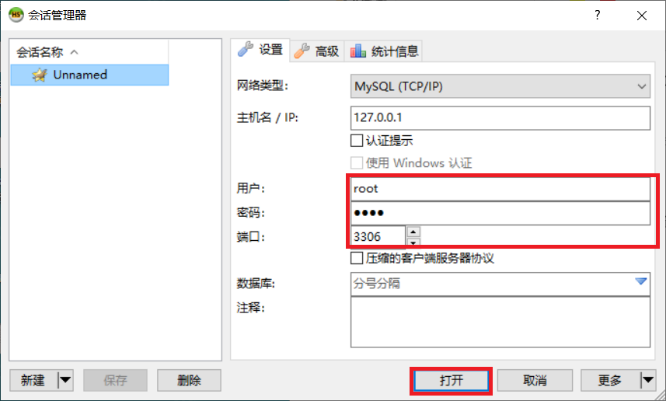 HS 会话管理器
会话名称
Unnamed
设置 高级 统计信息
网络类型: MySQL (TCP/IP)
主机名 / IP: 127.0.0.1
认证提示
使用 Windows 认证
用户: root
密码: ●●●●
端口: 3306
压缩的客户端服务器协议
数据库: 分号分隔
注释:
新建 保存 删除 打开 取消 更多